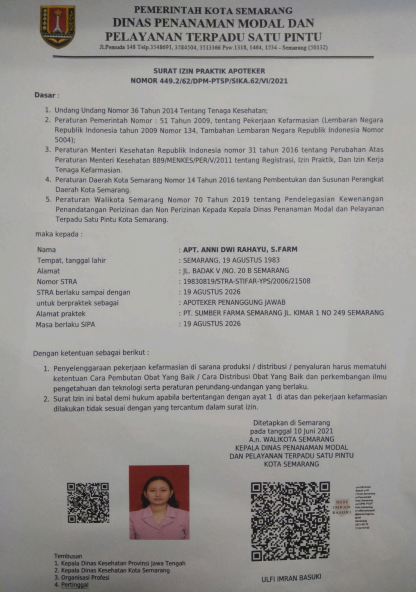 PEMERINTAH KOTA SEMARANG
DINAS PENANAMAN MODAL DAN
PELAYANAN TERPADU SATU PINTU
SURAT IZIN PRAKTIK APOTEKER
NOMOR 449.2/62/DPM-PTSP/SIKA.62/VI/2021
Dasar :
1. Undang Undang Nomor 36 Tahun 2014 Tentang Tenaga Kesehatan;
2. Peraturan Pemerintah Nomor : 51 Tahun 2009, tentang Pekerjaan Kefarmasian (Lembaran Negara
Republik Indonesia tahun 2009 Nomor 134, Tambahan Lembaran Negara Republik Indonesia Nomor
5044);
3. Peraturan Menteri Kesehatan Republik Indonesia nomor 31 tahun 2016 tentang Perubahan Atas
Peraturan Menteri Kesehatan 889/MENKES/PER/V/2011 tentang Registrasi, Izin Praktik, Dan Izin Kerja
Tenaga Kefarmasian.
4. Peraturan Daerah Kota Semarang Nomor 14 Tahun 2016 tentang Pembentukan dan Susunan Perangkat
Daerah Kota Semarang.
5. Peraturan Walikota Semarang Nomor 70 Tahun 2019 tentang Pendelegasian Kewenangan
Penandatangan Perizinan dan Non Perizinan Kepada Kepala Dinas Penanaman Modal dan Pelayanan
Terpadu Satu Pintu Kota Semarang.
maka kepada :
Nama : APT. ANNI DWI RAHAYU, S.FARM
Tempat, tanggal lahir : SEMARANG, 19 AGUSTUS 1983
Alamat : JL. BADAK V /NO. 20 B SEMARANG
Nomor STRA : 19830819/STRA-STIFAR-YPS/2006/21508
STRA berlaku sampai dengan : 19 AGUSTUS 2026
untuk berpraktek sebagai : APOTEKER PENANGGUNG JAWAB
Alamat praktek : PT. SUMBER FARMA SEMARANG JL. KIMAR 1 NO 249 SEMARANG
Masa berlaku SIPA : 19 AGUSTUS 2026
Dengan ketentuan sebagai berikut :
1. Penyelenggaraan pekerjaan kefarmasian di sarana produksi / distribusi / penyaluran harus mematuhi
ketentuan Cara Pembutan Obat Yang Baik / Cara Distribusi Obat Yang Baik dan perkembangan ilmu
pengetahuan dan teknologi serta peraturan perundang-undangan yang berlaku.
2. Surat Izin ini batal demi hukum apabila bertentangan dengan ayat 1 di atas dan pekerjaan kefarmasian
dilakukan tidak sesuai dengan yang tercantum dalam surat izin.
Ditetapkan di Semarang
pada tanggal 10 Juni 2021
A.n. WALIKOTA SEMARANG
KEPALA DINAS PENANAMAN MODAL
DAN PELAYANAN TERPADU SATU PINTU
KOTA SEMARANG
ULFI IMRAN BASUKI
Tembusan
1. Kepala Dinas Kesehatan Provinsi Jawa Tengah
2. Kepala Dinas Kesehatan Kota Semarang
3. Organisasi Profesi
4. Pertinggal